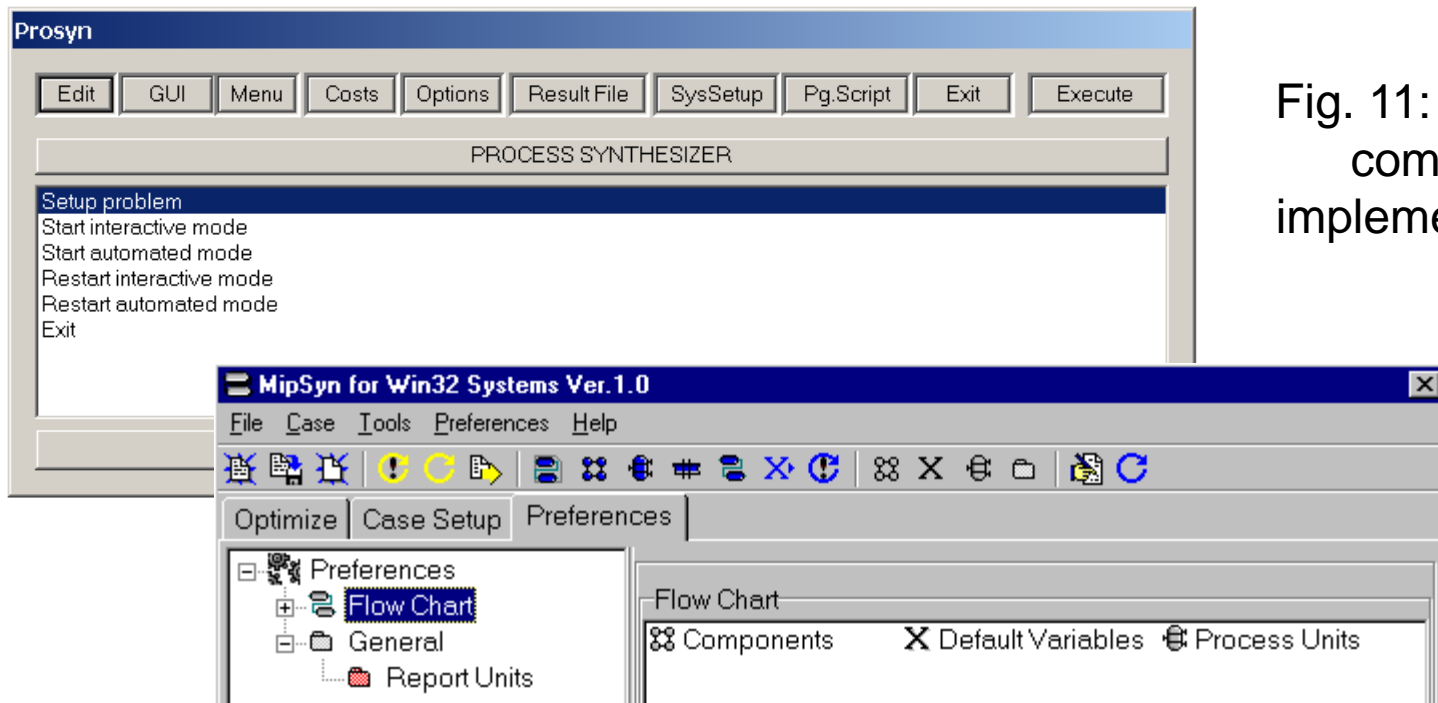 Prosyn
Edit GUI Menu Costs Options Result File SysSetup Pg.Script Exit Execute
PROCESS SYNTHESIZER
Setup problem
Start interactive mode
Start automated mode
Restart interactive mode
Restart automated mode
Exit
MipSyn for Win32 Systems Ver.1.0
File Case Tools Preferences Help
Optimize Case Setup Preferences
Preferences
Flow Chart
General
Report Units
Flow Chart
Components Default Variables Process Units
Fig. 11: